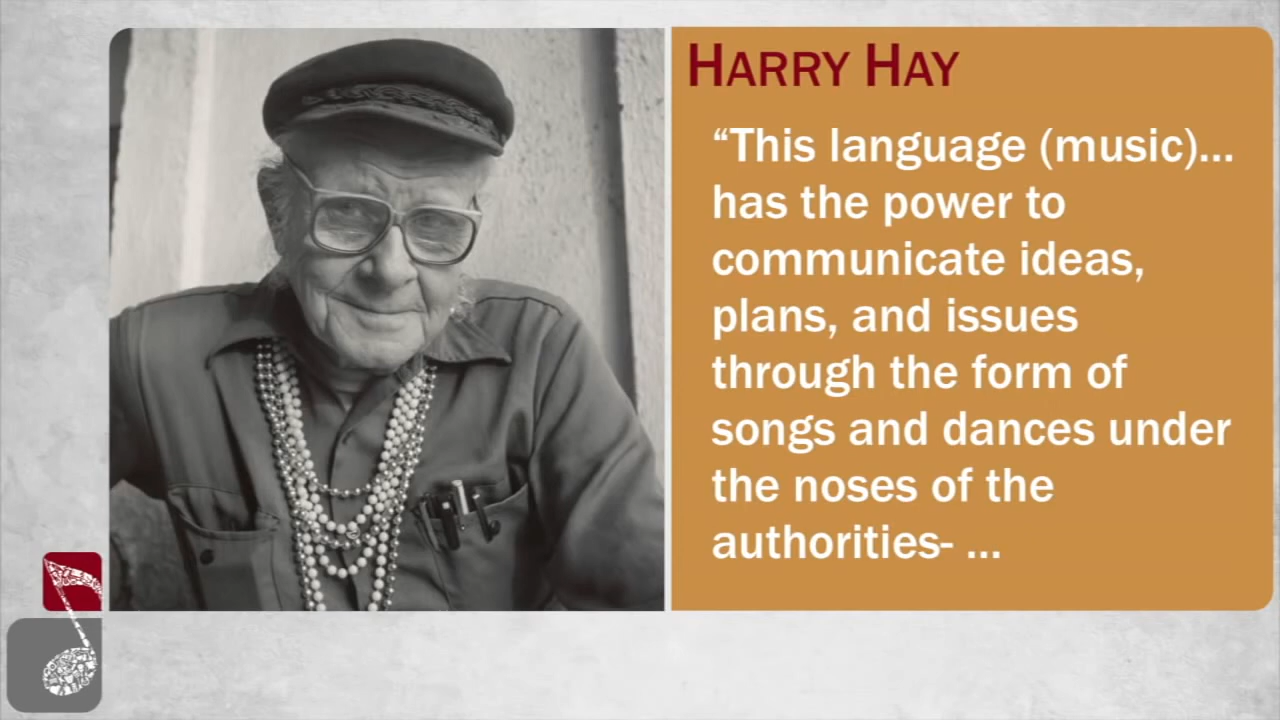 HARRY HAY
“This language (music)...
has the power to
communicate ideas,
plans, and issues
through the form of
songs and dances under
the noses of the
authorities- ...